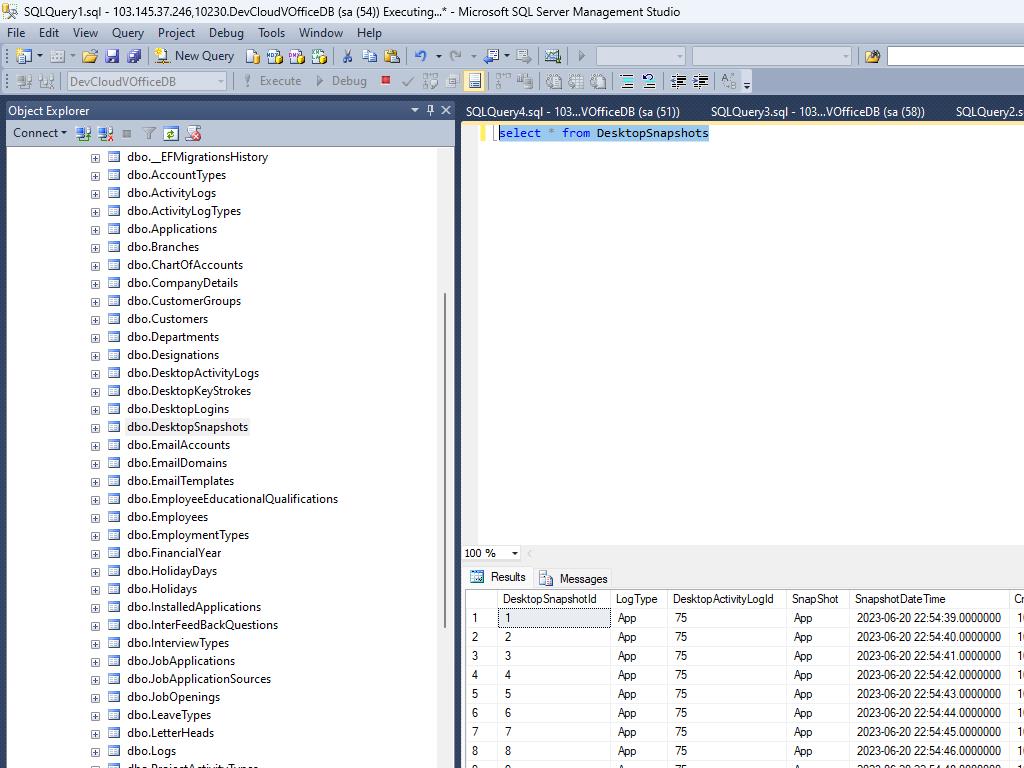 SQLQuery1.sql - 103.145.37.246,10230.DevCloudVOfficeDB (sa (54)) Executing...* - Microsoft SQL Server Management Studio
File Edit View Query Project Debug Tools Window Help
New Query
DevCloudVOfficeDB Execute Debug
Object Explorer
SQLQuery4.sql - 103...VOfficeDB (sa (51)) SQLQuery3.sql - 103...VOfficeDB (sa (58)) SQLQuery2.s
Connect
select * from DesktopSnapshots
dbo.__EFMigrationsHistory
dbo.AccountTypes
dbo.ActivityLogs
dbo.ActivityLogTypes
dbo.Applications
dbo.Branches
dbo.ChartOfAccounts
dbo.CompanyDetails
dbo.CustomerGroups
dbo.Customers
dbo.Departments
dbo.Designations
dbo.DesktopActivityLogs
dbo.DesktopKeyStrokes
dbo.DesktopLogins
dbo.DesktopSnapshots
dbo.EmailAccounts
dbo.EmailDomains
dbo.EmailTemplates
dbo.EmployeeEducationalQualifications
dbo.Employees
dbo.EmploymentTypes
dbo.FinancialYear
dbo.HolidayDays
dbo.Holidays
dbo.InstalledApplications
dbo.InterFeedBackQuestions
dbo.InterviewTypes
dbo.JobApplications
dbo.JobApplicationSources
dbo.JobOpenings
dbo.LeaveTypes
dbo.LetterHeads
dbo.Logs
dbo.ProjectActivityTypes
100 %
Results Messages
DesktopSnapshotId LogType DesktopActivityLogId SnapShot SnapshotDateTime Cr
1 1 App 75 App 2023-06-20 22:54:39.0000000 1
2 2 App 75 App 2023-06-20 22:54:40.0000000 1
3 3 App 75 App 2023-06-20 22:54:41.0000000 1
4 4 App 75 App 2023-06-20 22:54:42.0000000 1
5 5 App 75 App 2023-06-20 22:54:43.0000000 1
6 6 App 75 App 2023-06-20 22:54:44.0000000 1
7 7 App 75 App 2023-06-20 22:54:45.0000000 1
8 8 App 75 App 2023-06-20 22:54:46.0000000 1